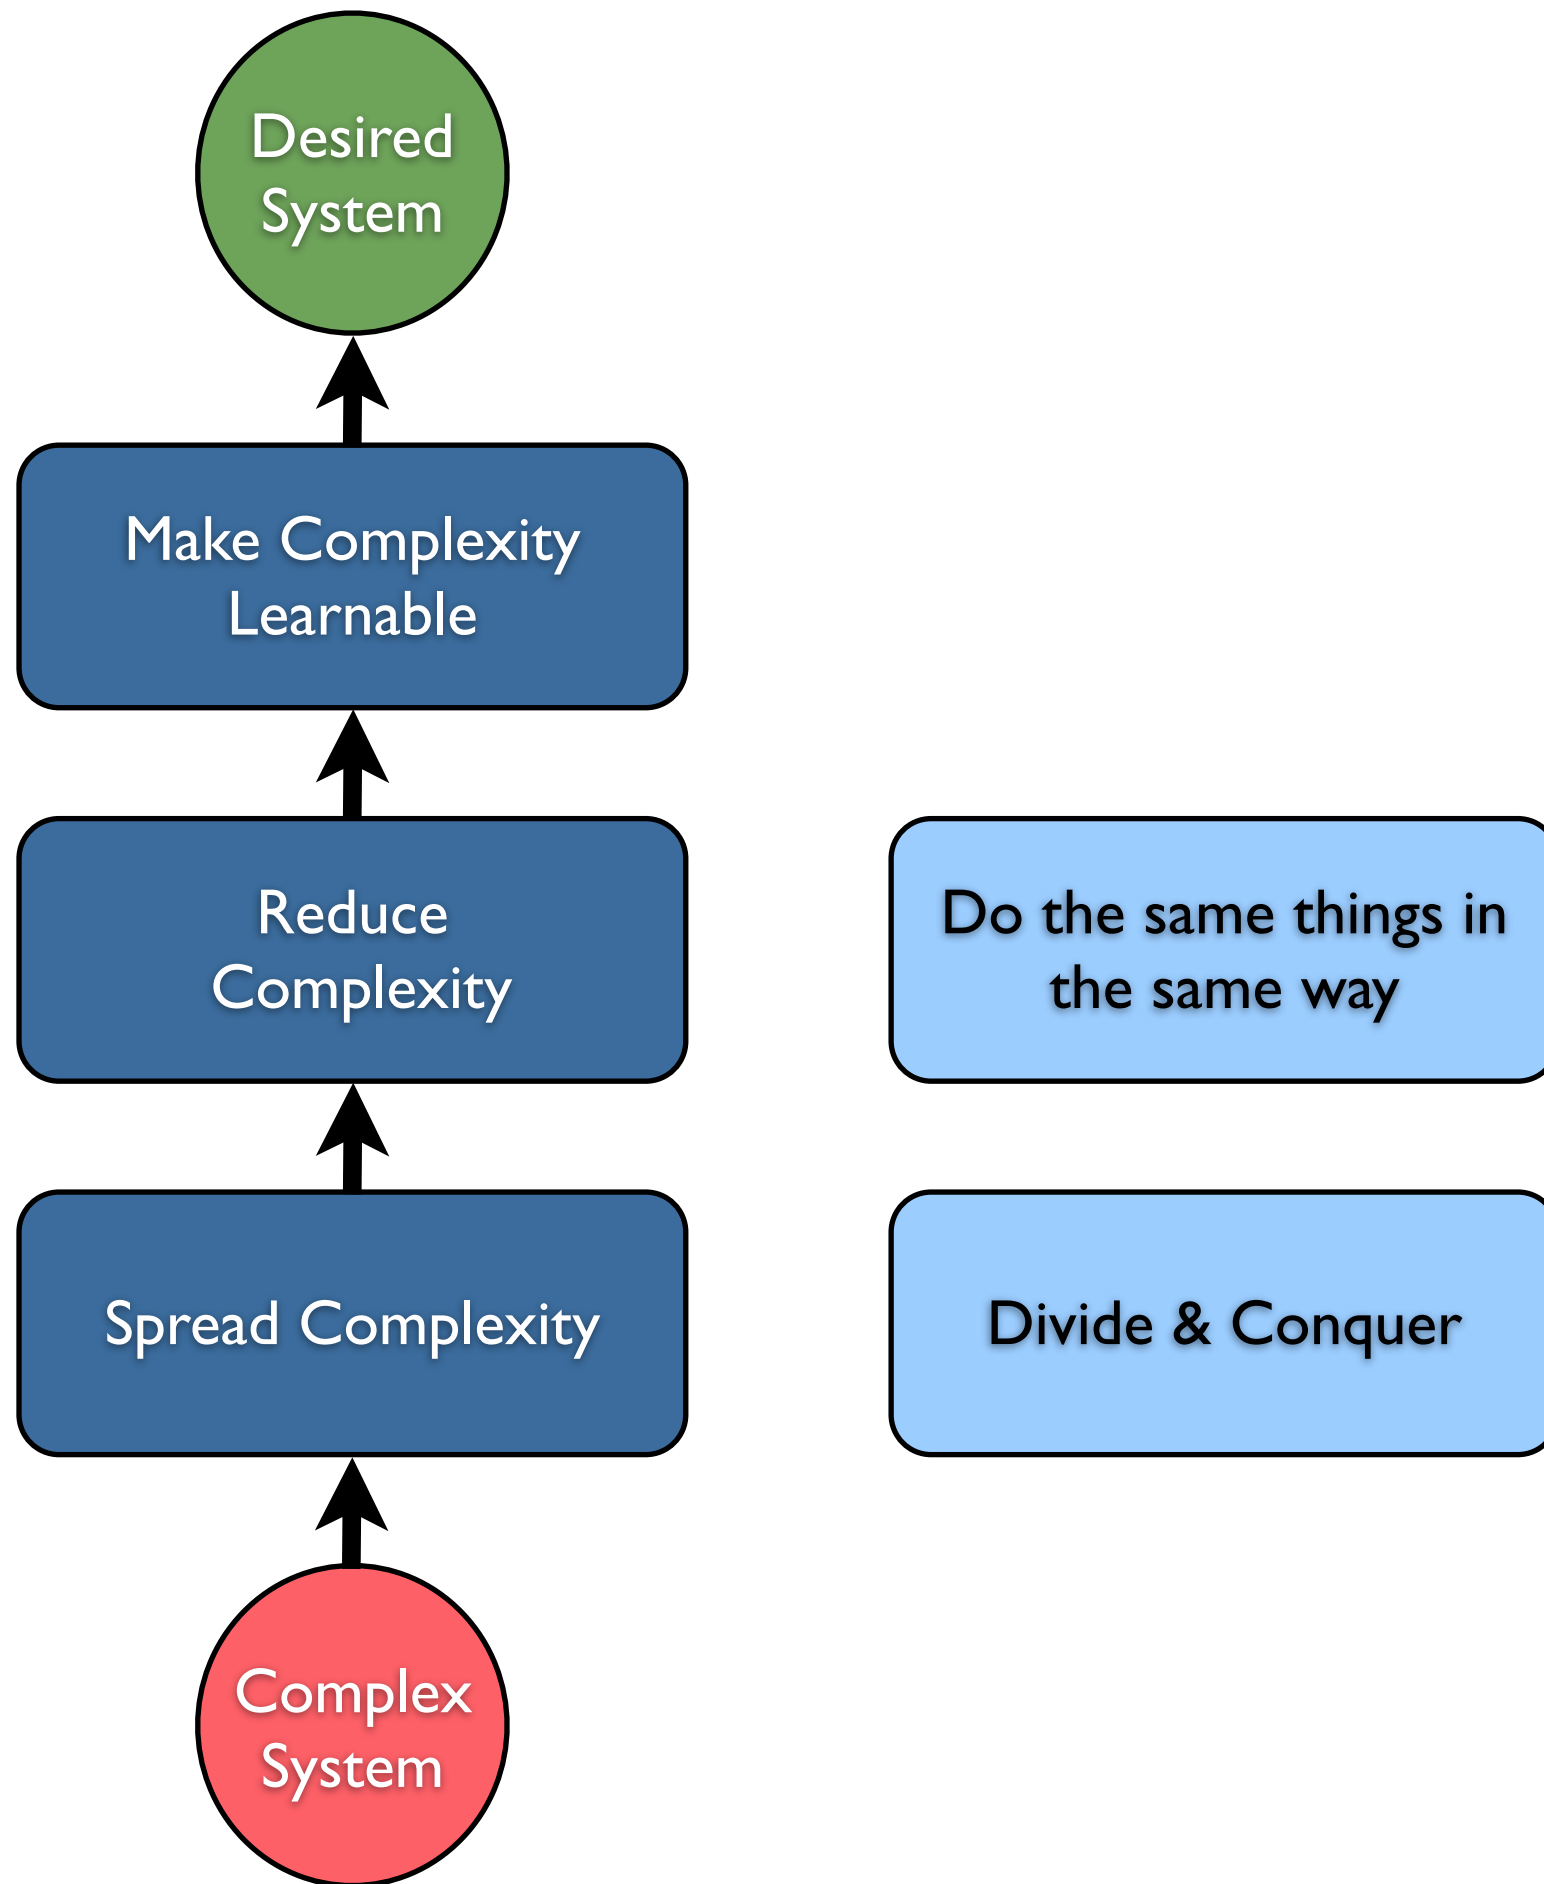 Desired
System
Make Complexity
Learnable
Reduce
Complexity
Do the same things in
the same way
Spread Complexity
Divide & Conquer
Complex
System